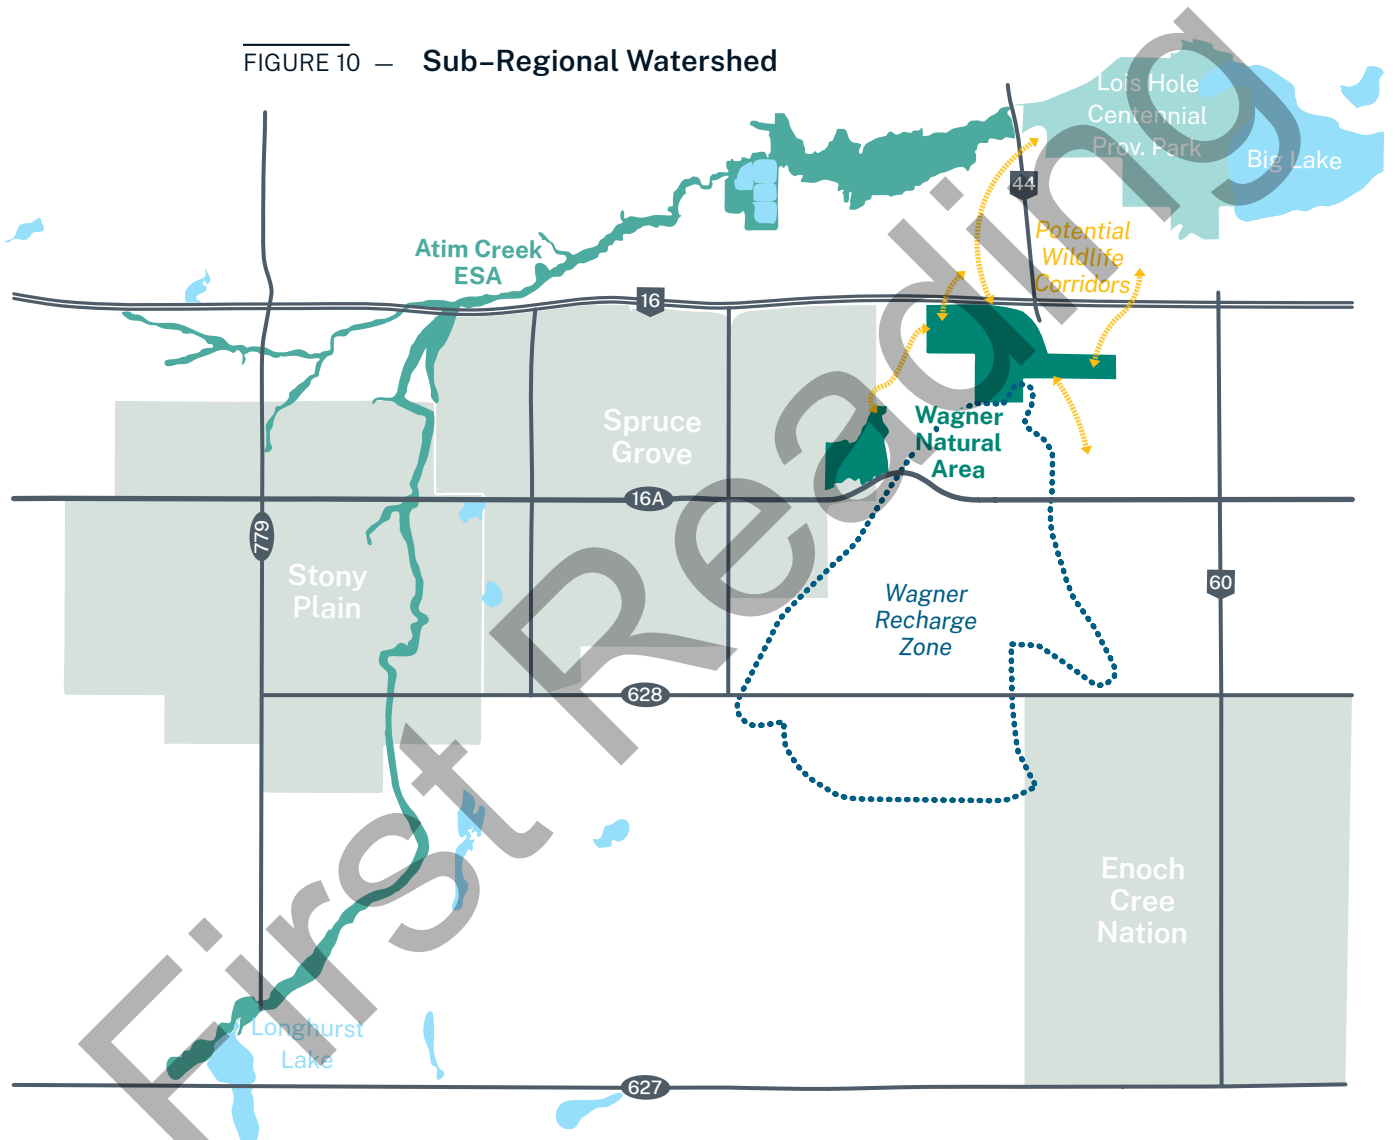 FIGURE 10 — Sub–Regional Watershed
Lois Hole
Centennial
Prov. Park
Big Lake
44
Potential
Wildlife
Corridors
Atim Creek
ESA
16
Spruce
Grove
Wagner
Natural
Area
16A
779
Stony
Plain
Wagner
Recharge
Zone
60
628
Enoch
Cree
Nation
Longhurst
Lake
627
First Reading